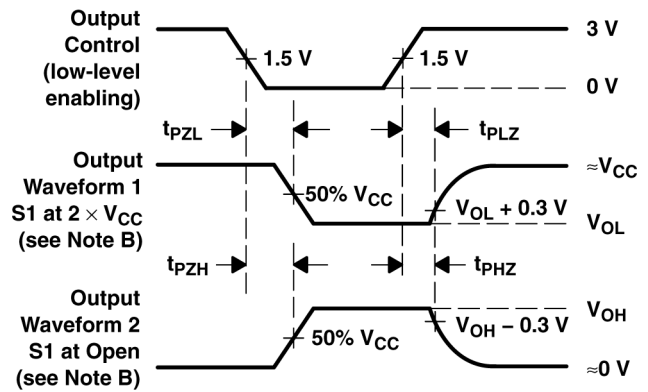 Output
Control
(low-level
enabling)
1.5 V
1.5 V
3 V
0 V
tPZL
tPLZ
Output
Waveform 1
S1 at 2 × VCC
(see Note B)
50% VCC
VOL + 0.3 V
≈VCC
VOL
tPZH
tPHZ
Output
Waveform 2
S1 at Open
(see Note B)
50% VCC
VOH − 0.3 V
VOH
≈0 V